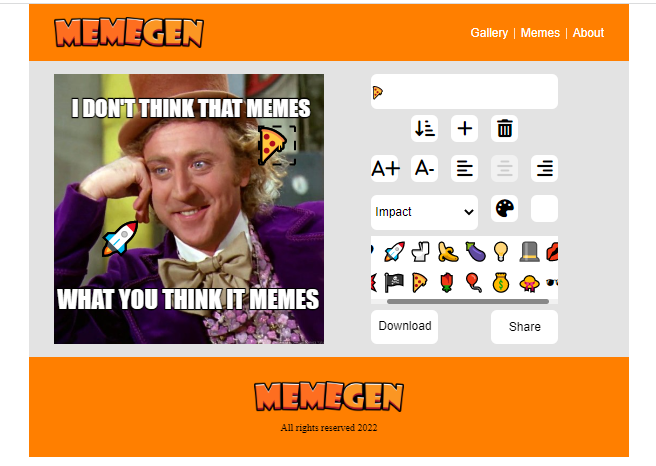 MEMEGEN
Gallery | Memes | About
I DON'T THINK THAT MEMES
WHAT YOU THINK IT MEMES
A+ A-
Impact
Download Share
MEMEGEN
All rights reserved 2022